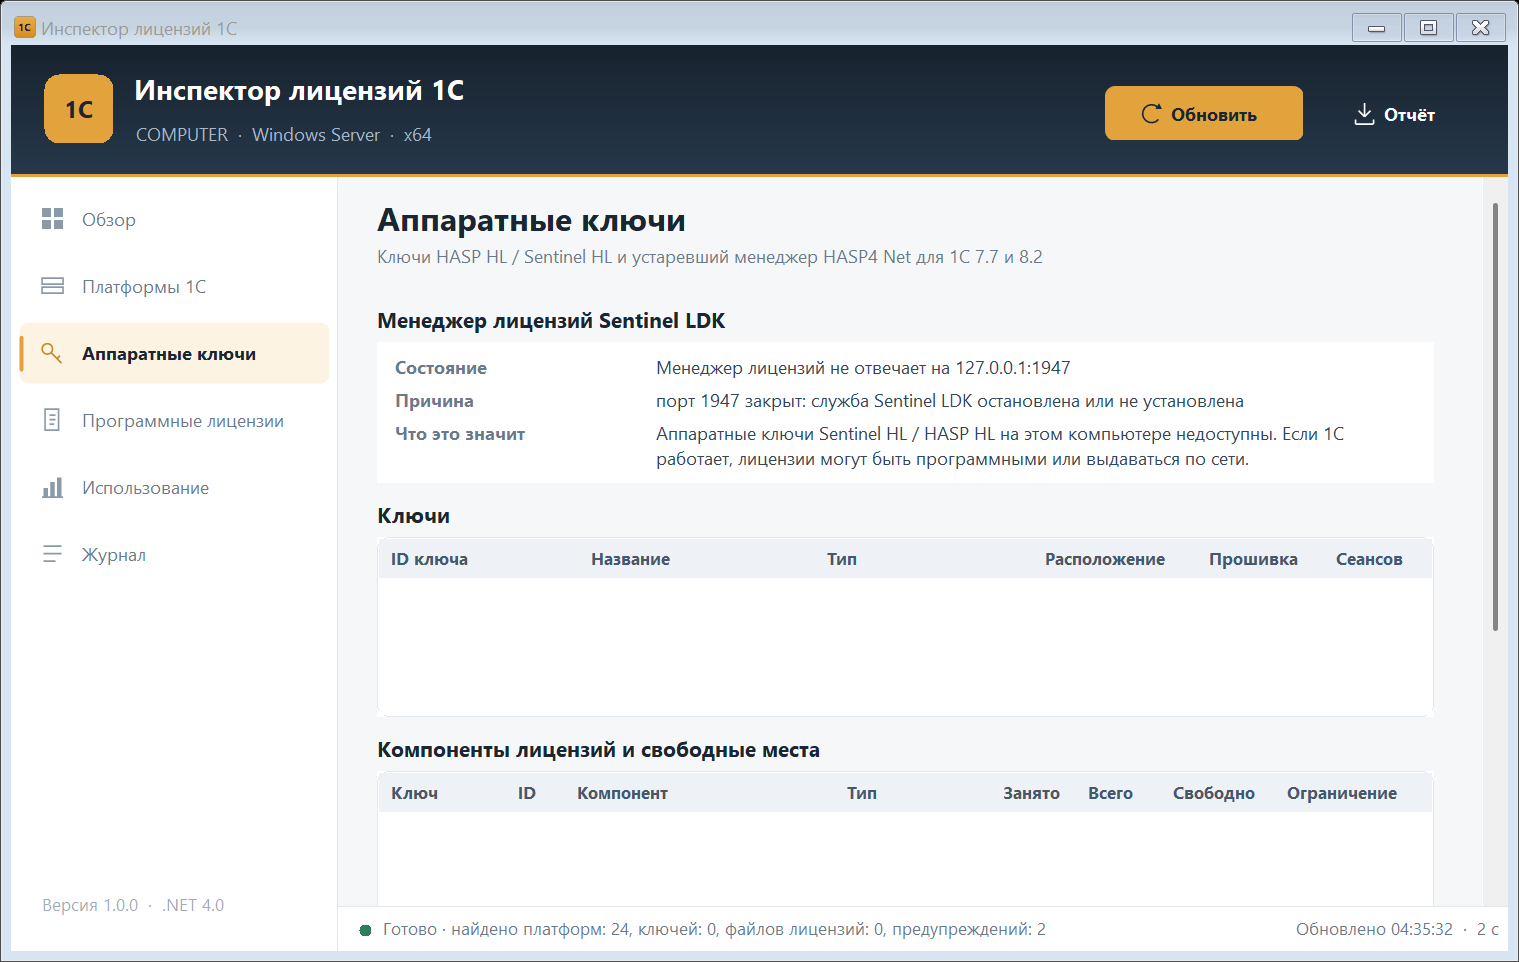 1С Инспектор лицензий 1С
1С
Инспектор лицензий 1С
COMPUTER · Windows Server · x64
Обновить
Отчёт
Обзор
Платформы 1С
Аппаратные ключи
Программные лицензии
Использование
Журнал
Версия 1.0.0 · .NET 4.0
Аппаратные ключи
Ключи HASP HL / Sentinel HL и устаревший менеджер HASP4 Net для 1С 7.7 и 8.2
Менеджер лицензий Sentinel LDK
Состояние Менеджер лицензий не отвечает на 127.0.0.1:1947
Причина порт 1947 закрыт: служба Sentinel LDK остановлена или не установлена
Что это значит Аппаратные ключи Sentinel HL / HASP HL на этом компьютере недоступны. Если 1С
работает, лицензии могут быть программными или выдаваться по сети.
Ключи
ID ключа Название Тип Расположение Прошивка Сеансов
Компоненты лицензий и свободные места
Ключ ID Компонент Тип Занято Всего Свободно Ограничение
Готово · найдено платформ: 24, ключей: 0, файлов лицензий: 0, предупреждений: 2
Обновлено 04:35:32 · 2 с